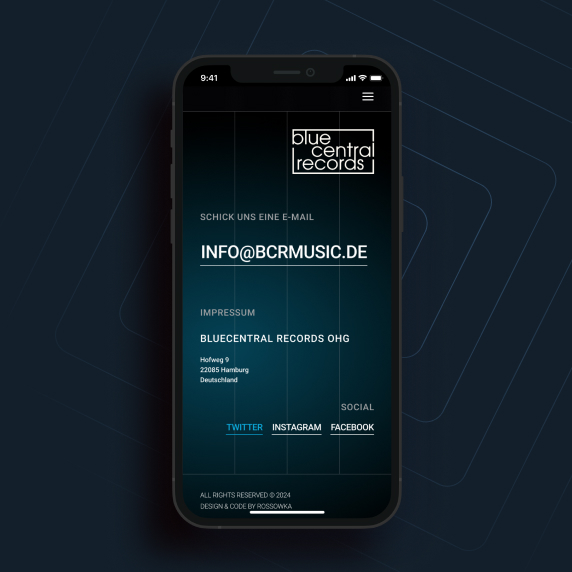 9:41
blue
central
records
SCHICK UNS EINE E-MAIL
INFO@BCRMUSIC.DE
IMPRESSUM
BLUECENTRAL RECORDS OHG
Hofweg 9
22085 Hamburg
Deutschland
SOCIAL
TWITTER INSTAGRAM FACEBOOK
ALL RIGHTS RESERVED © 2024
DESIGN & CODE BY ROSSOWKA